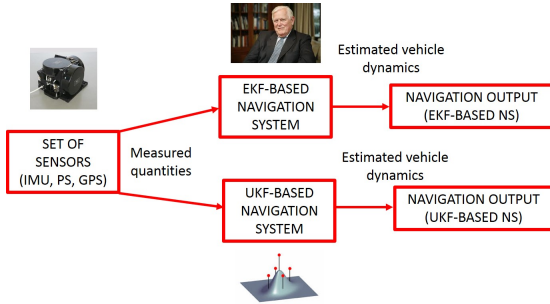 Estimated vehicle
dynamics
EKF-BASED
NAVIGATION
SYSTEM
NAVIGATION OUTPUT
(EKF-BASED NS)
SET OF
SENSORS
(IMU, PS, GPS)
Measured
quantities
Estimated vehicle
dynamics
UKF-BASED
NAVIGATION
SYSTEM
NAVIGATION OUTPUT
(UKF-BASED NS)